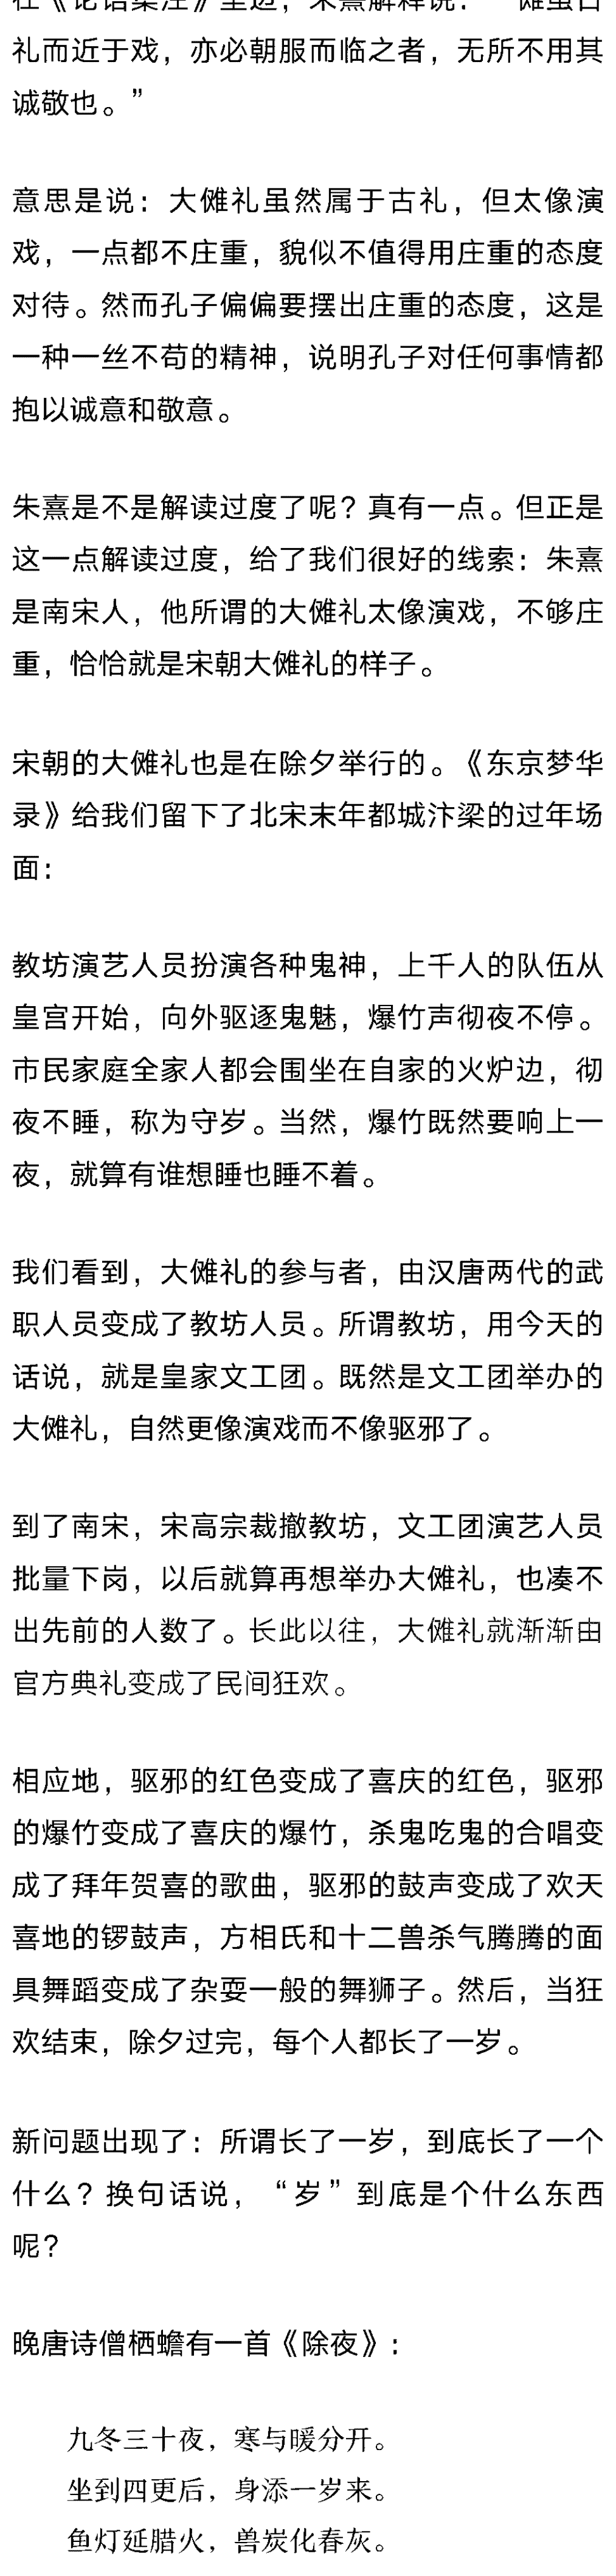 在《论语集注》里边，朱熹解释说：“傩虽古
礼而近于戏，亦必朝服而临之者，无所不用其
诚敬也。”
意思是说：大傩礼虽然属于古礼，但太像演
戏，一点都不庄重，貌似不值得用庄重的态度
对待。然而孔子偏偏要摆出庄重的态度，这是
一种一丝不苟的精神，说明孔子对任何事情都
抱以诚意和敬意。
朱熹是不是解读过度了呢？真有一点。但正是
这一点解读过度，给了我们很好的线索：朱熹
是南宋人，他所谓的大傩礼太像演戏，不够庄
重，恰恰就是宋朝大傩礼的样子。
宋朝的大傩礼也是在除夕举行的。《东京梦华
录》给我们留下了北宋末年都城汴梁的过年场
面：
教坊演艺人员扮演各种鬼神，上千人的队伍从
皇宫开始，向外驱逐鬼魅，爆竹声彻夜不停。
市民家庭全家人都会围坐在自家的火炉边，彻
夜不睡，称为守岁。当然，爆竹既然要响上一
夜，就算有谁想睡也睡不着。
我们看到，大傩礼的参与者，由汉唐两代的武
职人员变成了教坊人员。所谓教坊，用今天的
话说，就是皇家文工团。既然是文工团举办的
大傩礼，自然更像演戏而不像驱邪了。
到了南宋，宋高宗裁撤教坊，文工团演艺人员
批量下岗，以后就算再想举办大傩礼，也凑不
出先前的人数了。长此以往，大傩礼就渐渐由
官方典礼变成了民间狂欢。
相应地，驱邪的红色变成了喜庆的红色，驱邪
的爆竹变成了喜庆的爆竹，杀鬼吃鬼的合唱变
成了拜年贺喜的歌曲，驱邪的鼓声变成了欢天
喜地的锣鼓声，方相氏和十二兽杀气腾腾的面
具舞蹈变成了杂耍一般的舞狮子。然后，当狂
欢结束，除夕过完，每个人都长了一岁。
新问题出现了：所谓长了一岁，到底长了一个
什么？换句话说，“岁”到底是个什么东西
呢？
晚唐诗僧栖蟾有一首《除夜》：
九冬三十夜，寒与暖分开。
坐到四更后，身添一岁来。
鱼灯延腊火，兽炭化春灰。